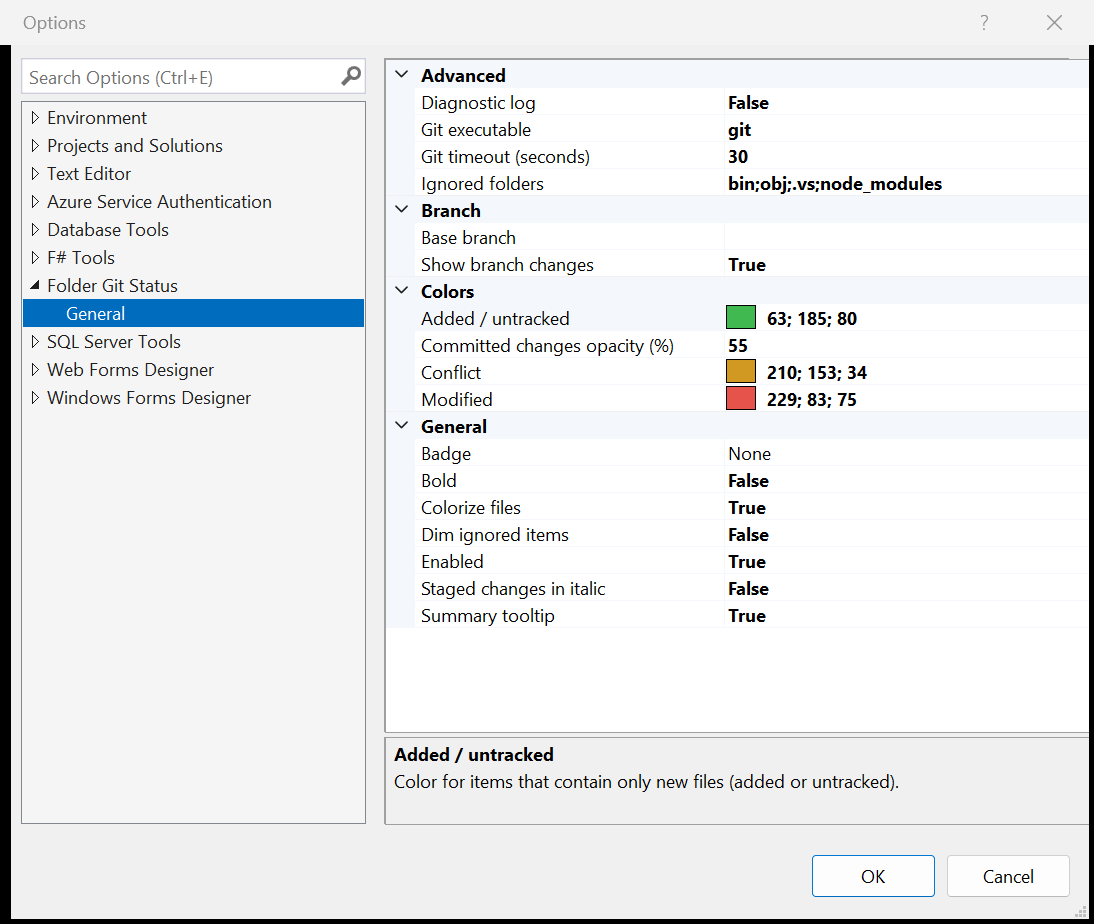 Options
?
Search Options (Ctrl+E)
Environment
Projects and Solutions
Text Editor
Azure Service Authentication
Database Tools
F# Tools
Folder Git Status
General
SQL Server Tools
Web Forms Designer
Windows Forms Designer
Advanced
Diagnostic log False
Git executable git
Git timeout (seconds) 30
Ignored folders bin;obj;.vs;node_modules
Branch
Base branch
Show branch changes True
Colors
Added / untracked 63; 185; 80
Committed changes opacity (%) 55
Conflict 210; 153; 34
Modified 229; 83; 75
General
Badge None
Bold False
Colorize files True
Dim ignored items False
Enabled True
Staged changes in italic False
Summary tooltip True
Added / untracked
Color for items that contain only new files (added or untracked).
OK Cancel